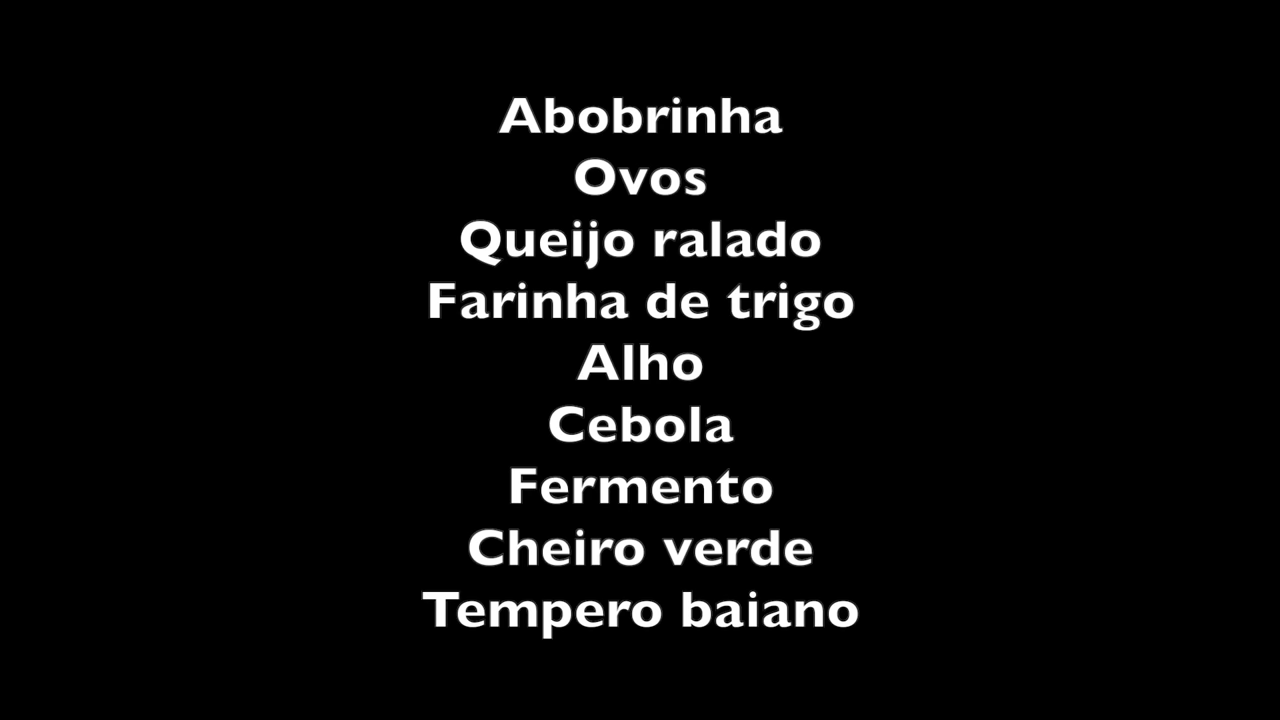 Abobrinha
Ovos
Queijo ralado
Farinha de trigo
Alho
Cebola
Fermento
Cheiro verde
Tempero baiano